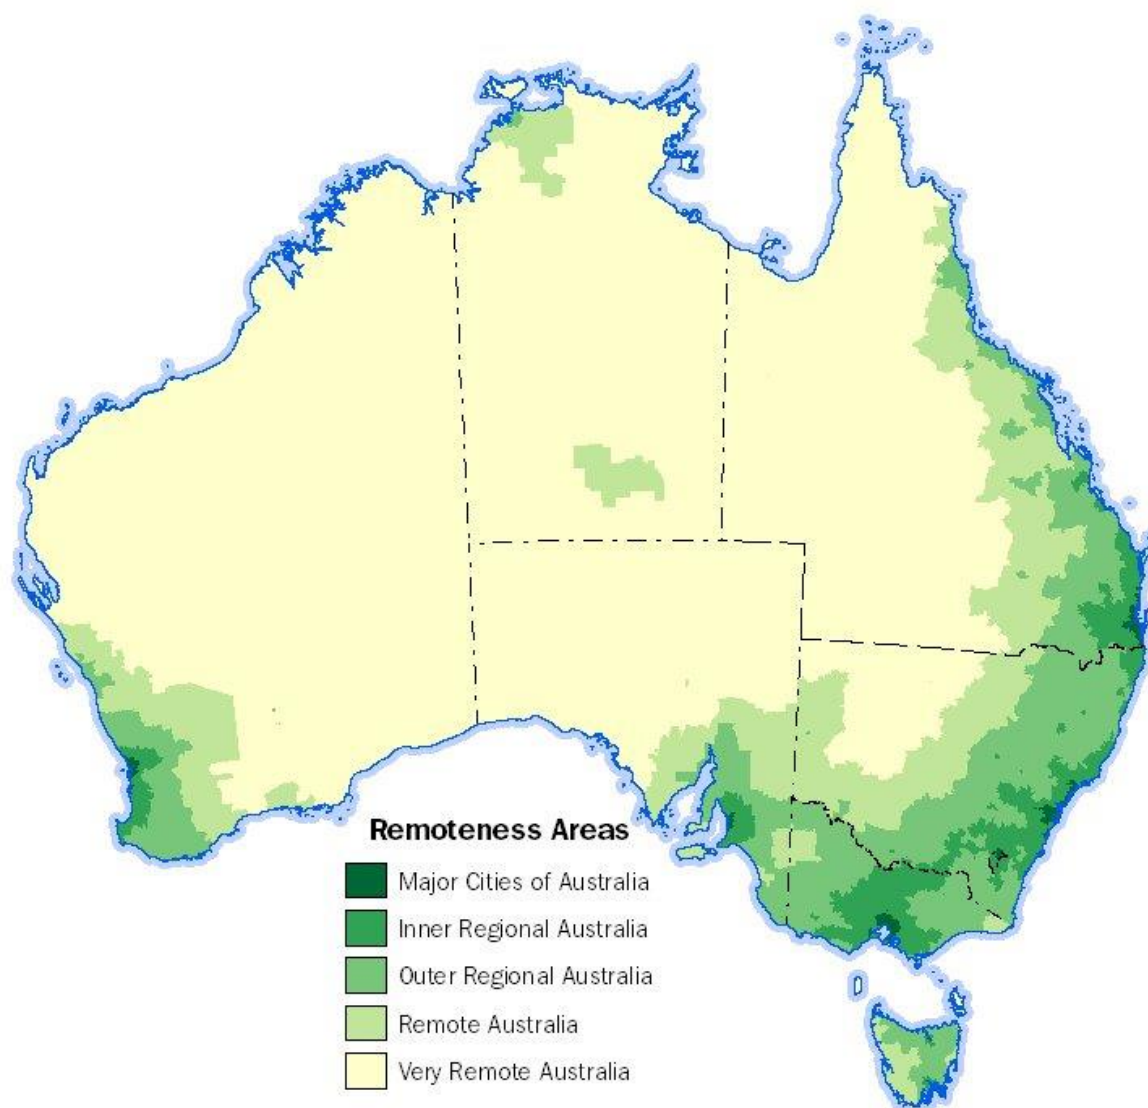 Remoteness Areas
Major Cities of Australia
Inner Regional Australia
Outer Regional Australia
Remote Australia
Very Remote Australia